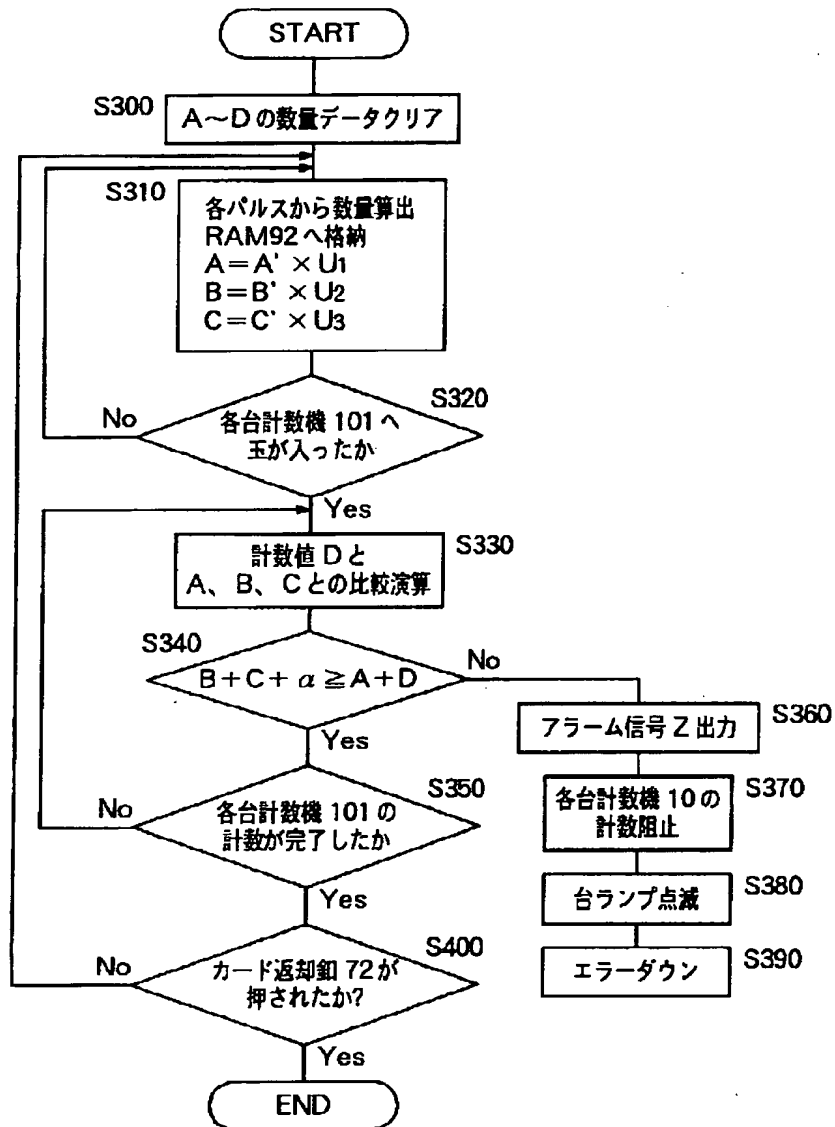 START
S300
A～Dの数量データクリア
S310
各パルスから数量算出
RAM92へ格納
A＝A'×U1
B＝B'×U2
C＝C'×U3
S320
No
各台計数機101へ
玉が入ったか
Yes
S330
計数値Dと
A、B、Cとの比較演算
S340
B＋C＋α≧A＋D
No
Yes
S360
アラーム信号Z出力
S350
No
各台計数機101の
計数が完了したか
Yes
S370
各台計数機10の
計数阻止
S380
台ランプ点滅
S400
No
カード返却釦72が
押されたか?
Yes
S390
エラーダウン
END